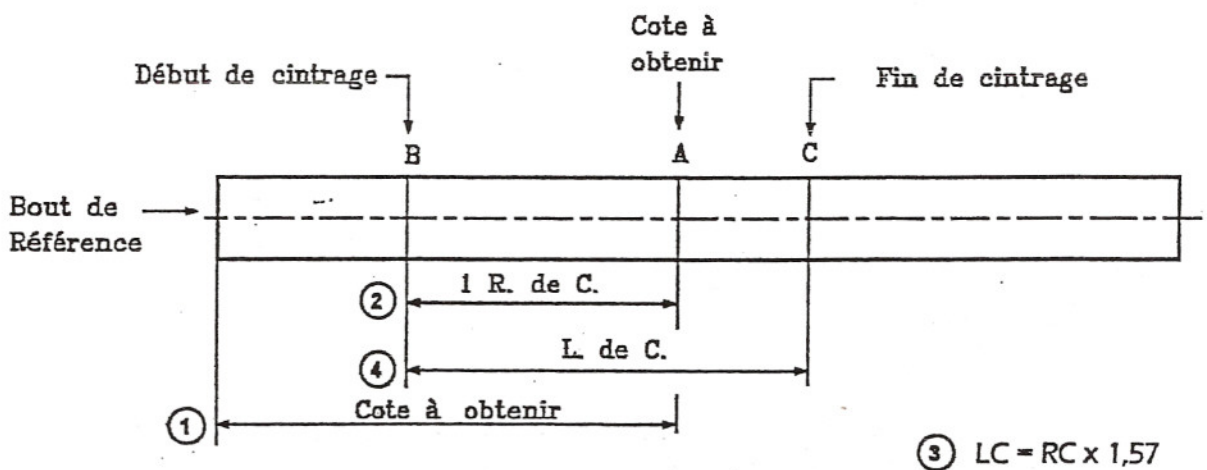 Cote à
obtenir
Début de cintrage
Fin de cintrage
B
A
C
Bout de
Référence
② 1 R. de C.
④ L. de C.
① Cote à obtenir
③ LC = RC x 1,57